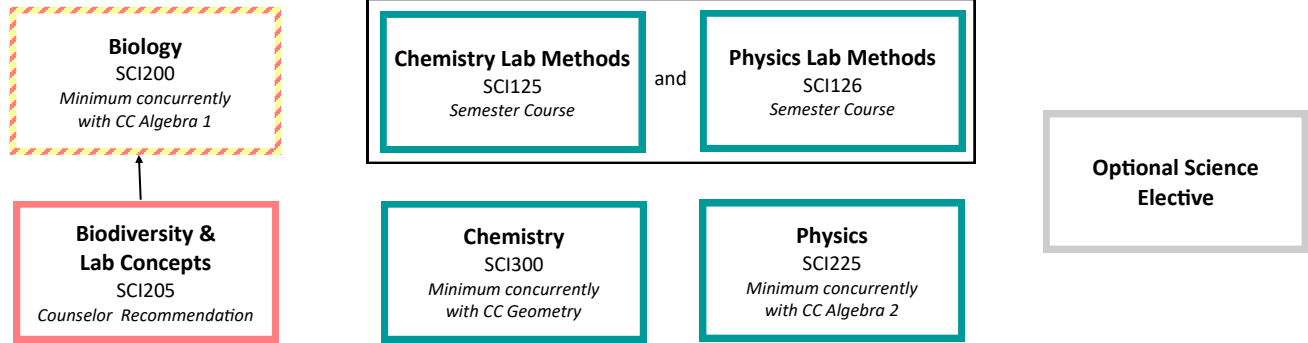 Biology
SCI200
Minimum concurrently
with CC Algebra 1
Chemistry Lab Methods
SCI125
Semester Course
and
Physics Lab Methods
SCI126
Semester Course
Optional Science
Elective
Biodiversity &
Lab Concepts
SCI205
Counselor Recommendation
Chemistry
SCI300
Minimum concurrently
with CC Geometry
Physics
SCI225
Minimum concurrently
with CC Algebra 2